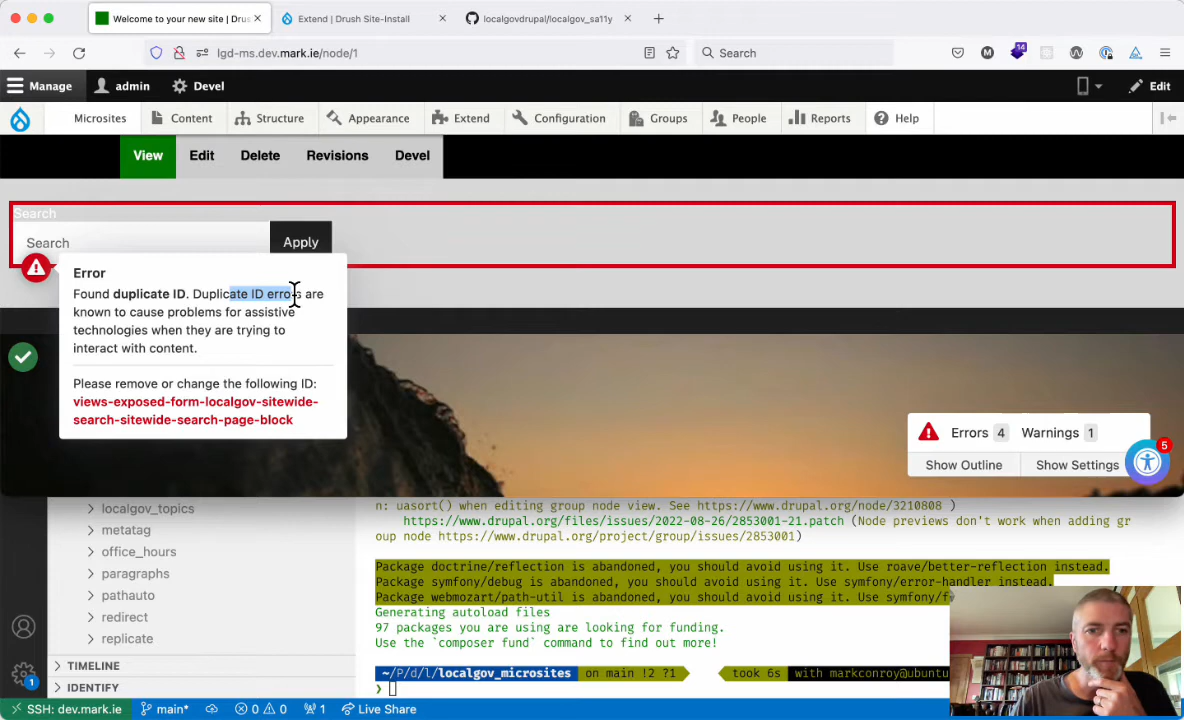 Welcome to your new site | Drus
Extend | Drush Site-Install
localgovdrupal/localgov_sa11y
lgd-ms.dev.mark.ie/node/1
Search
14
Manage
admin
Devel
Edit
Microsites
Content
Structure
Appearance
Extend
Configuration
Groups
People
Reports
Help
View
Edit
Delete
Revisions
Devel
Search
Search
Apply
Error
Found duplicate ID. Duplicate ID errors are
known to cause problems for assistive
technologies when they are trying to
interact with content.
Please remove or change the following ID:
views-exposed-form-localgov-sitewide-
search-sitewide-search-page-block
Errors 4 Warnings 1
5
Show Outline
Show Settings
localgov_topics
metatag
office_hours
paragraphs
pathauto
redirect
replicate
TIMELINE
IDENTIFY
n: uasort() when editing group node view. See https://www.drupal.org/node/3210808 )
https://www.drupal.org/files/issues/2022-08-26/2853001-21.patch (Node previews don't work when adding gr
oup node https://www.drupal.org/project/group/issues/2853001)
Package doctrine/reflection is abandoned, you should avoid using it. Use roave/better-reflection instead.
Package symfony/debug is abandoned, you should avoid using it. Use symfony/error-handler instead.
Package webmozart/path-util is abandoned, you should avoid using it. Use
Generating autoload files
97 packages you are using are looking for funding.
Use the `composer fund` command to find out more!
~/P/d/l/localgov_microsites on main !2 ?1 took 6s with markconroy@ubuntu
❯
1
SSH: dev.mark.ie
main*
0 0
1
Live Share